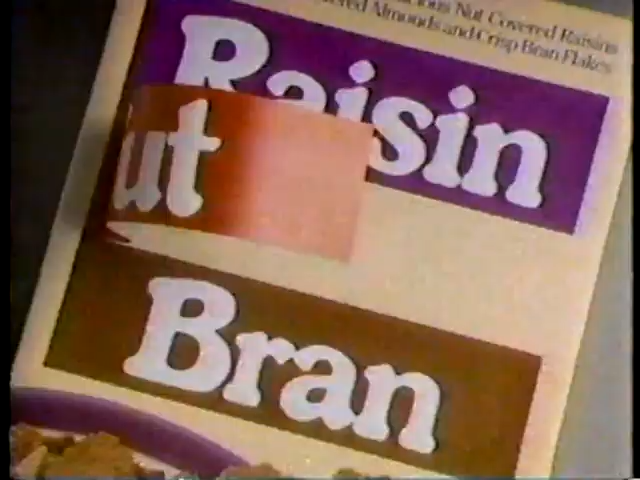 Nut Covered Raisins
Almonds and Crisp Bran Flakes
Raisin
ut
Bran